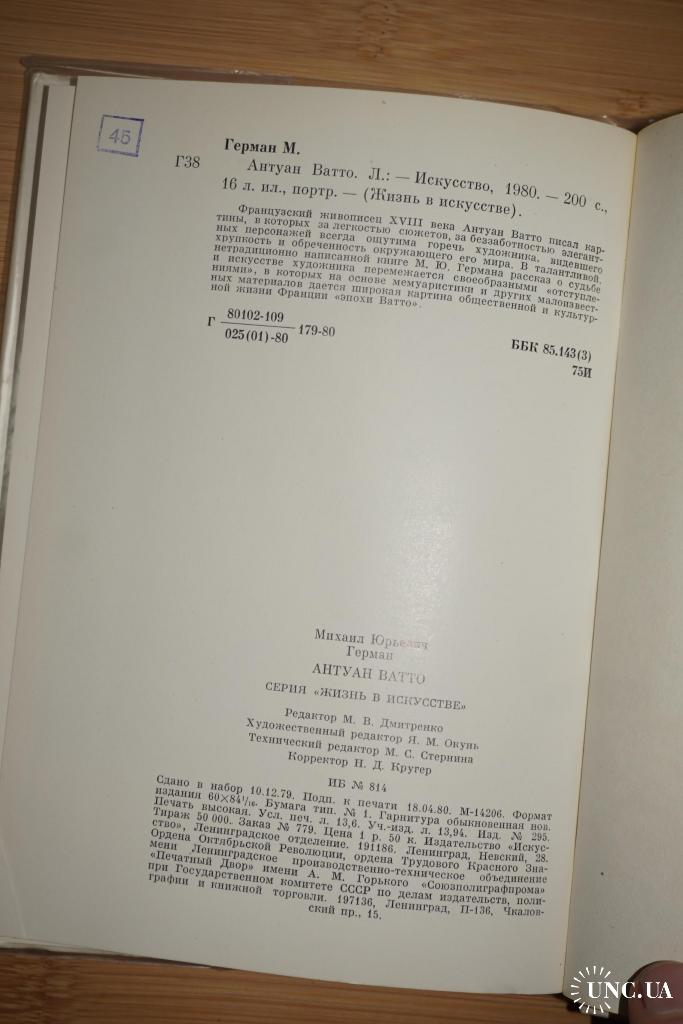 45
Герман М.
Г38
Антуан Ватто. Л.: — Искусство, 1980. — 200 с.,
16 л. ил., портр. — (Жизнь в искусстве).
Французский живописец XVIII века Антуан Ватто писал кар-
тины, в которых за легкостью сюжетов, за беззаботностью элегант-
ных персонажей всегда ощутима горечь художника, видевшего
хрупкость и обреченность окружающего его мира. В талантливой,
нетрадиционно написанной книге М. Ю. Германа рассказ о судьбе
и искусстве художника перемежается своеобразными «отступле-
ниями», в которых на основе мемуаристики и других малоизвест-
ных материалов дается широкая картина общественной и культур-
ной жизни Франции «эпохи Ватто».
Г 80102-109
025(01)-80 179-80
ББК 85.143(3)
75И
Михаил Юрьевич
Герман
АНТУАН ВАТТО
СЕРИЯ «ЖИЗНЬ В ИСКУССТВЕ»
Редактор М. В. Дмитренко
Художественный редактор Я. М. Окунь
Технический редактор М. С. Стернина
Корректор Н. Д. Кругер
ИБ № 814
Сдано в набор 10.12.79. Подп. к печати 18.04.80. М-14206. Формат
издания 60×84 1/16. Бумага тип. № 1. Гарнитура обыкновенная нов.
Печать высокая. Усл. печ. л. 13,6. Уч.-изд. л. 13,94. Изд. № 295.
Тираж 50 000. Заказ № 779. Цена 1 р. 50 к. Издательство «Искус-
ство», Ленинградское отделение. 191186, Ленинград, Невский, 28.
Ордена Октябрьской Революции, ордена Трудового Красного Зна-
мени Ленинградское производственно-техническое объединение
«Печатный Двор» имени А. М. Горького «Союзполиграфпрома»
при Государственном комитете СССР по делам издательств, поли-
графии и книжной торговли. 197136, Ленинград, П-136, Чкалов-
ский пр., 15.
UNC.UA